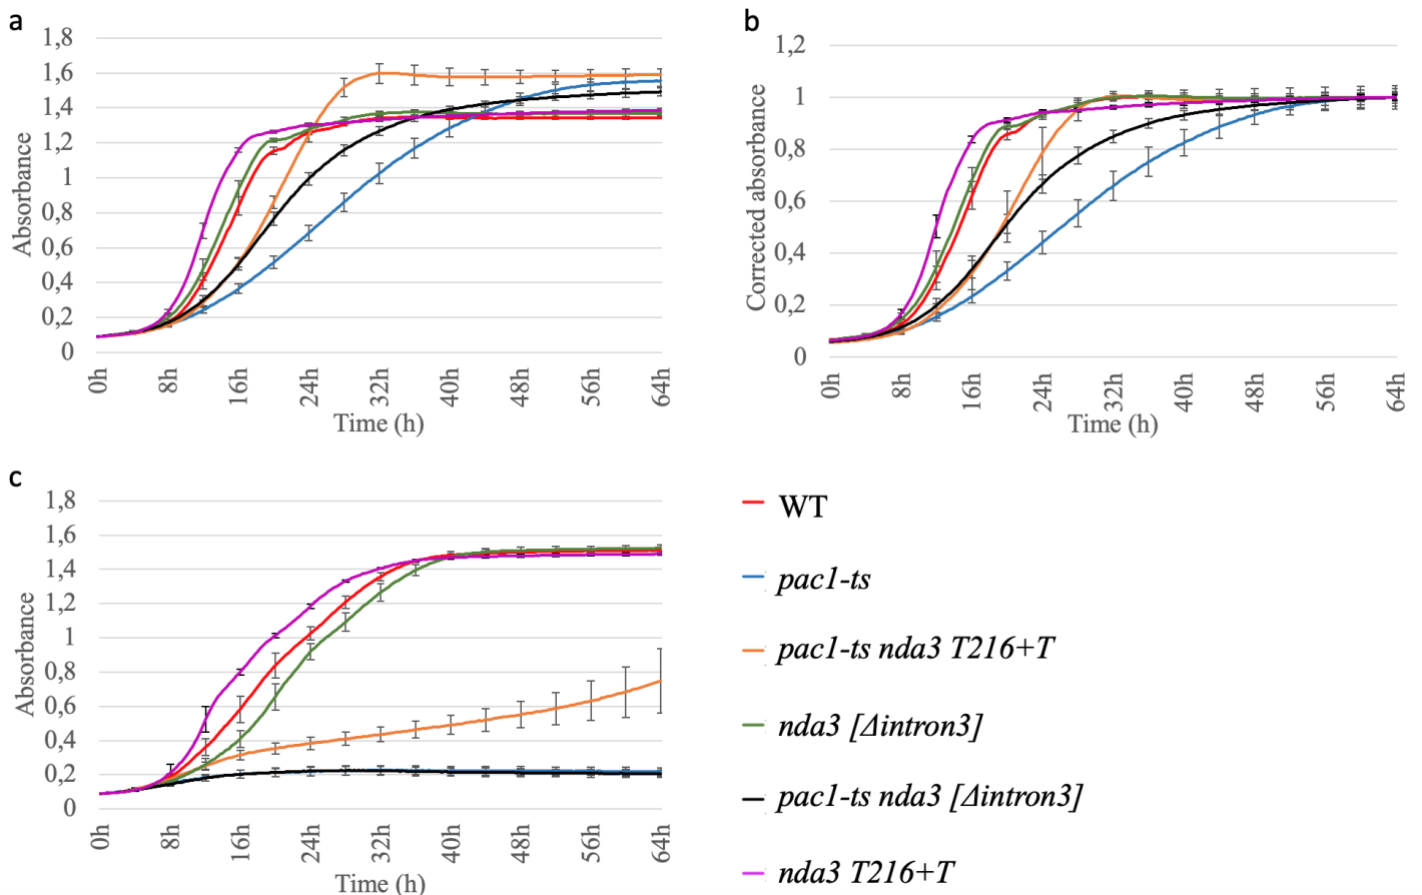 a
1,8
1,6
1,4
1,2
1
0,8
0,6
0,4
0,2
0
Absorbance
0h
8h
16h
24h
32h
40h
48h
56h
64h
Time (h)
b
1,2
1
0,8
0,6
0,4
0,2
0
Corrected absorbance
0h
8h
16h
24h
32h
40h
48h
56h
64h
Time (h)
c
1,8
1,6
1,4
1,2
1
0,8
0,6
0,4
0,2
0
Absorbance
0h
8h
16h
24h
32h
40h
48h
56h
64h
Time (h)
WT
pac1-ts
pac1-ts nda3 T216+T
nda3 [Δintron3]
pac1-ts nda3 [Δintron3]
nda3 T216+T